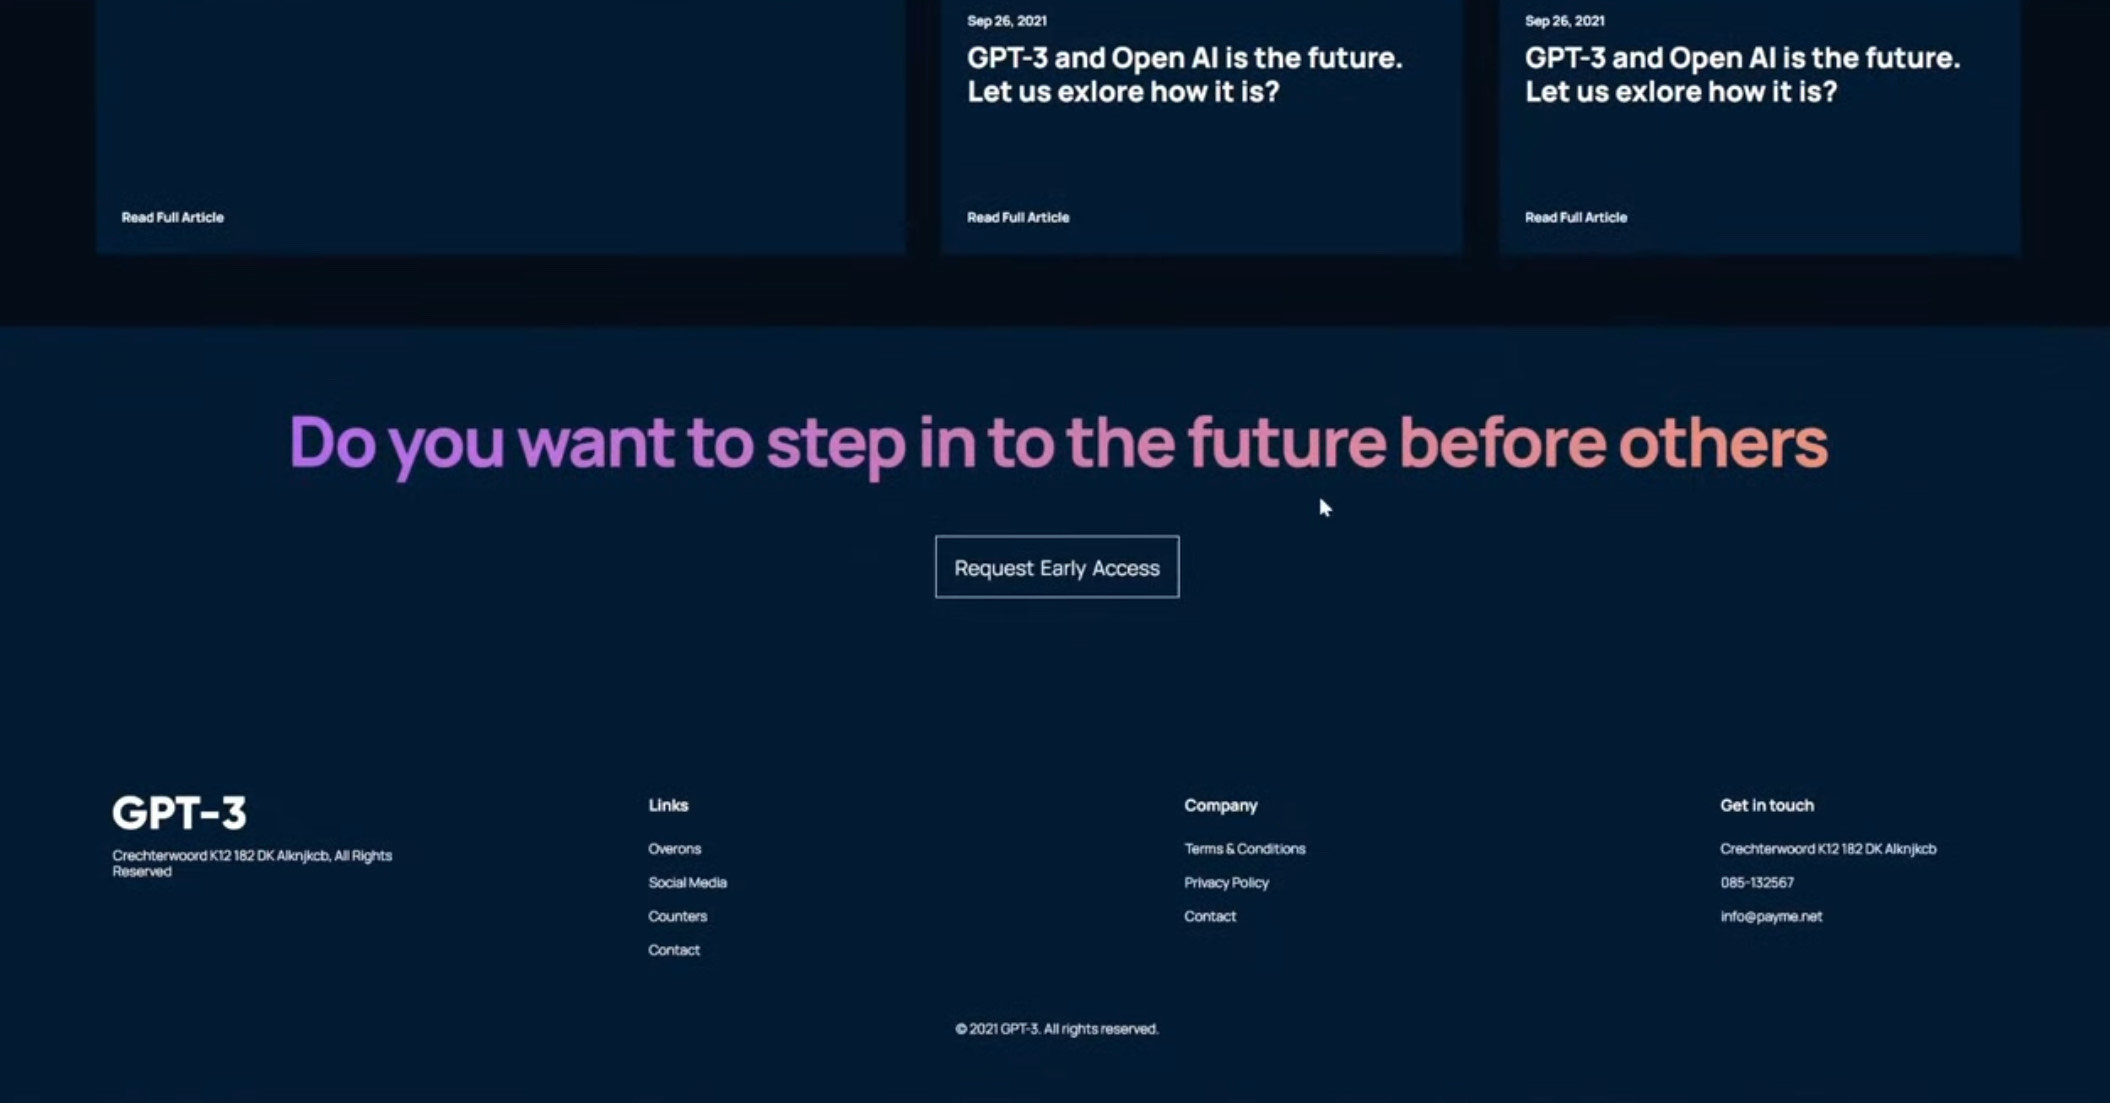 Sep 26, 2021
GPT-3 and Open AI is the future.
Let us exlore how it is?
Read Full Article
Sep 26, 2021
GPT-3 and Open AI is the future.
Let us exlore how it is?
Read Full Article
Read Full Article
Do you want to step in to the future before others
Request Early Access
GPT-3
Crechterwoord K12 182 DK Alknjkcb, All Rights
Reserved
Links
Overons
Social Media
Counters
Contact
Company
Terms & Conditions
Privacy Policy
Contact
Get in touch
Crechterwoord K12 182 DK Alknjkcb
085-132567
info@payme.net
© 2021 GPT-3. All rights reserved.